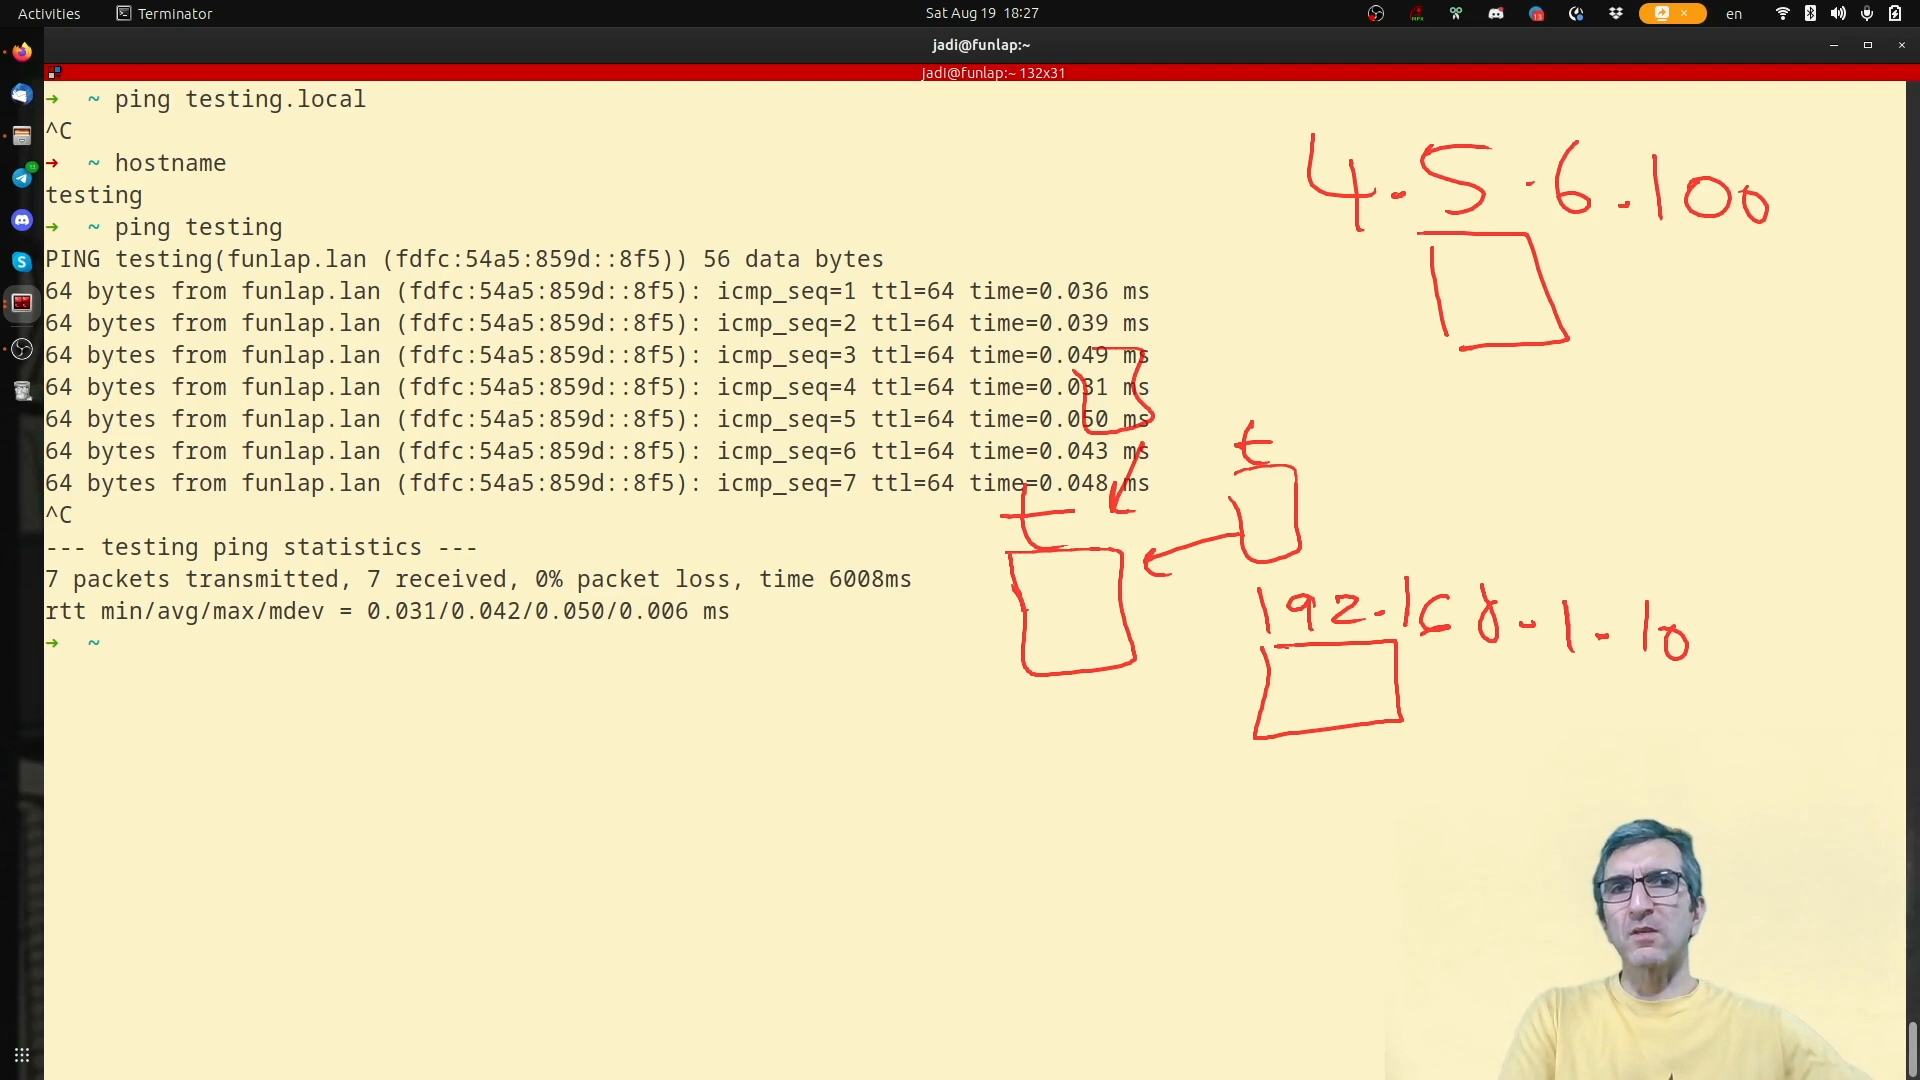 Activities Terminator Sat Aug 19 18:27 en
jadi@funlap:~
jadi@funlap:~ 132x31
➜ ~ ping testing.local
^C
➜ ~ hostname
testing
➜ ~ ping testing
PING testing(funlap.lan (fdfc:54a5:859d::8f5)) 56 data bytes
64 bytes from funlap.lan (fdfc:54a5:859d::8f5): icmp_seq=1 ttl=64 time=0.036 ms
64 bytes from funlap.lan (fdfc:54a5:859d::8f5): icmp_seq=2 ttl=64 time=0.039 ms
64 bytes from funlap.lan (fdfc:54a5:859d::8f5): icmp_seq=3 ttl=64 time=0.049 ms
64 bytes from funlap.lan (fdfc:54a5:859d::8f5): icmp_seq=4 ttl=64 time=0.031 ms
64 bytes from funlap.lan (fdfc:54a5:859d::8f5): icmp_seq=5 ttl=64 time=0.050 ms
64 bytes from funlap.lan (fdfc:54a5:859d::8f5): icmp_seq=6 ttl=64 time=0.043 ms
64 bytes from funlap.lan (fdfc:54a5:859d::8f5): icmp_seq=7 ttl=64 time=0.048 ms
^C
--- testing ping statistics ---
7 packets transmitted, 7 received, 0% packet loss, time 6008ms
rtt min/avg/max/mdev = 0.031/0.042/0.050/0.006 ms
➜ ~
4.5.6.100
t
t
192.168.1.10